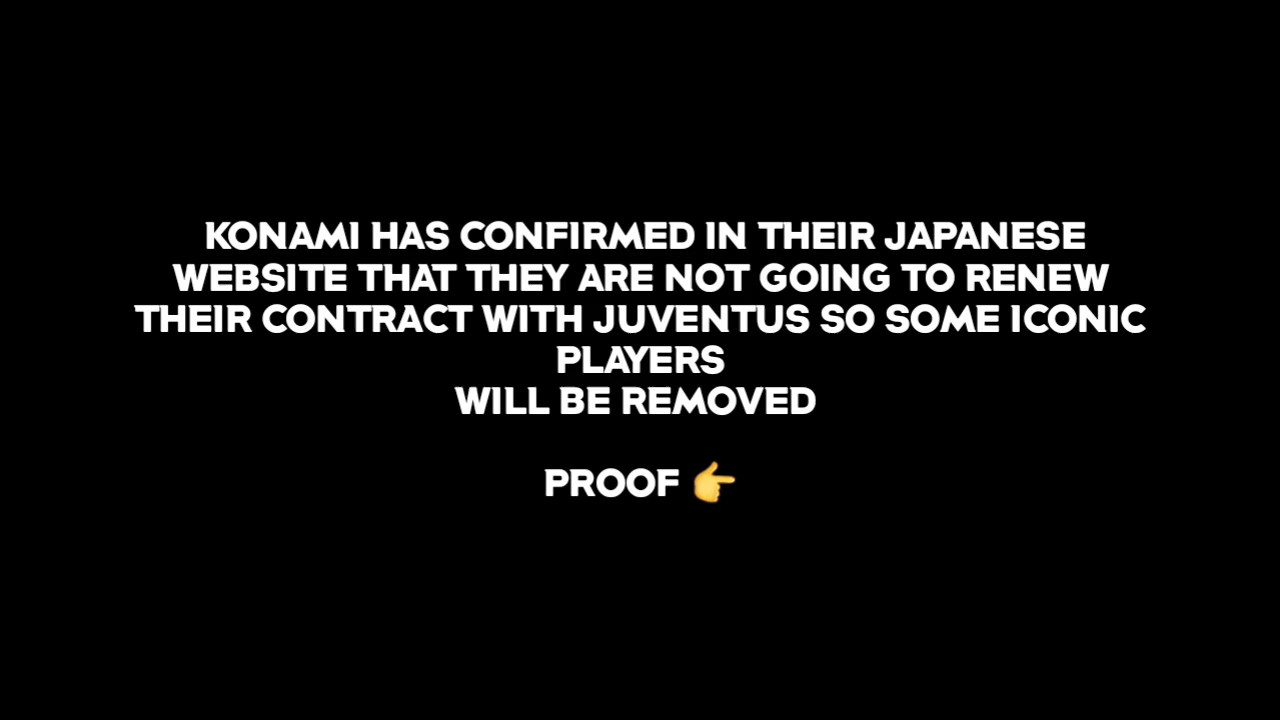 KONAMI HAS CONFIRMED IN THEIR JAPANESE
WEBSITE THAT THEY ARE NOT GOING TO RENEW
THEIR CONTRACT WITH JUVENTUS SO SOME ICONIC
PLAYERS
WILL BE REMOVED
PROOF 👉